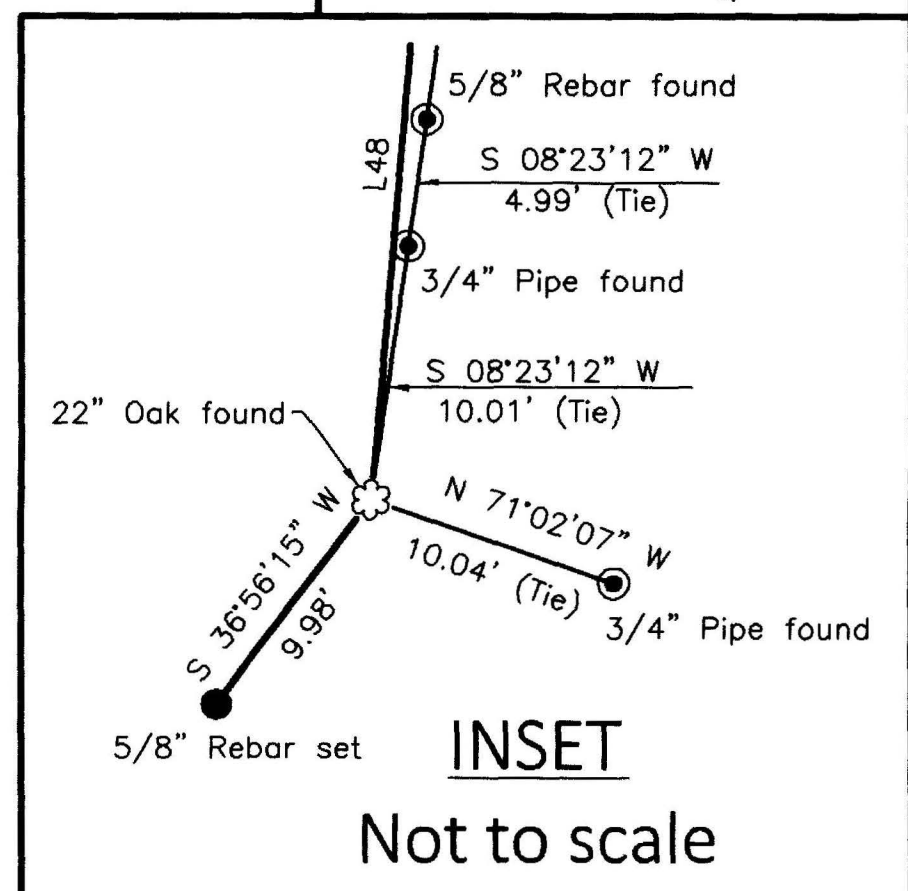 5/8" Rebar found
L48
S 08°23'12" W
4.99' (Tie)
3/4" Pipe found
S 08°23'12" W
10.01' (Tie)
22" Oak found
N 71°02'07" W
10.04' (Tie)
S 36°56'15" W
9.98'
3/4" Pipe found
5/8" Rebar set
INSET
Not to scale